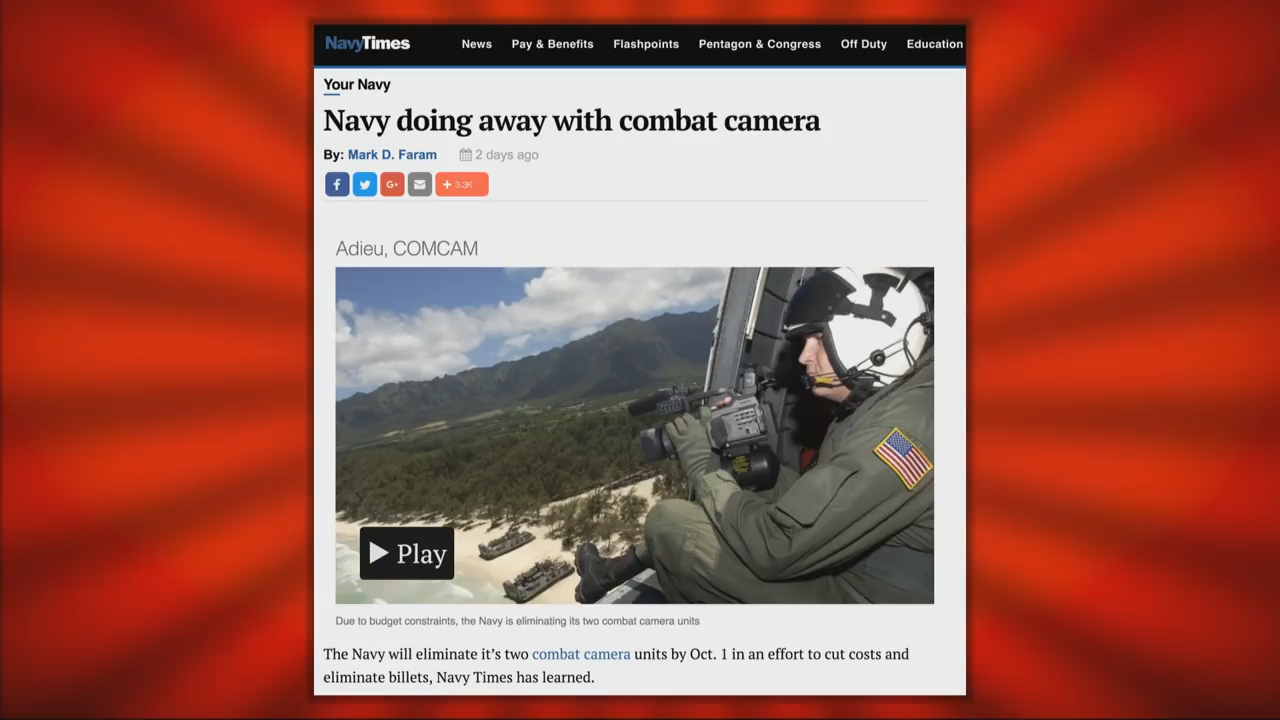 NavyTimes News Pay & Benefits Flashpoints Pentagon & Congress Off Duty Education
Your Navy
Navy doing away with combat camera
By: Mark D. Faram 2 days ago
f G+ + 3.3K
Adieu, COMCAM
Play
Due to budget constraints, the Navy is eliminating its two combat camera units
The Navy will eliminate it's two combat camera units by Oct. 1 in an effort to cut costs and
eliminate billets, Navy Times has learned.